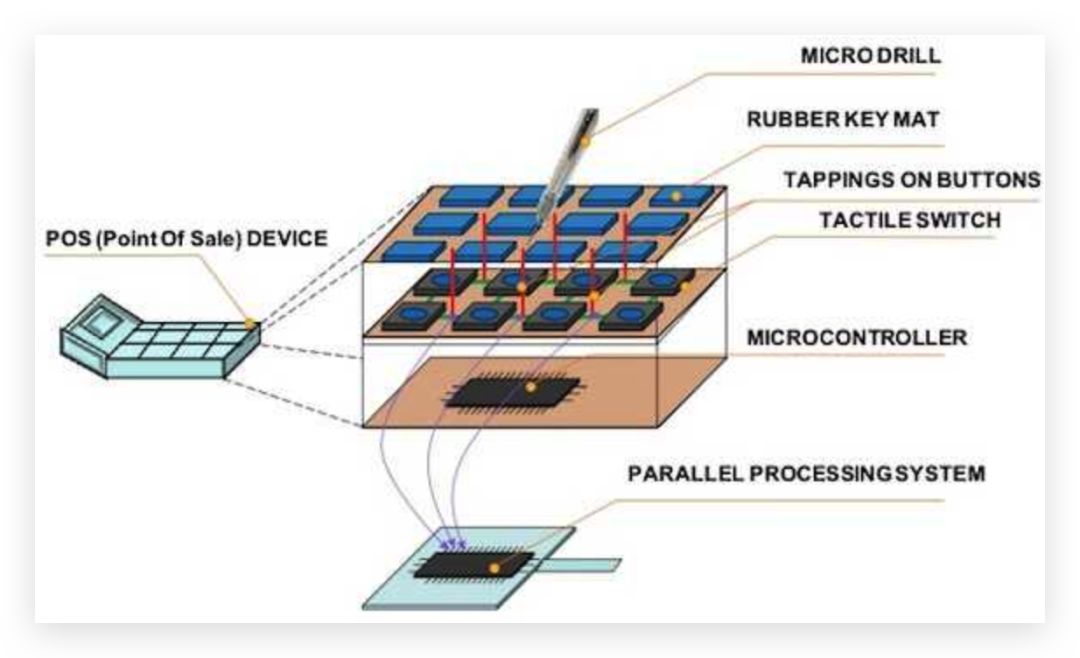 MICRO DRILL
RUBBER KEY MAT
TAPPINGS ON BUTTONS
TACTILE SWITCH
POS (Point Of Sale) DEVICE
MICROCONTROLLER
PARALLEL PROCESSING SYSTEM